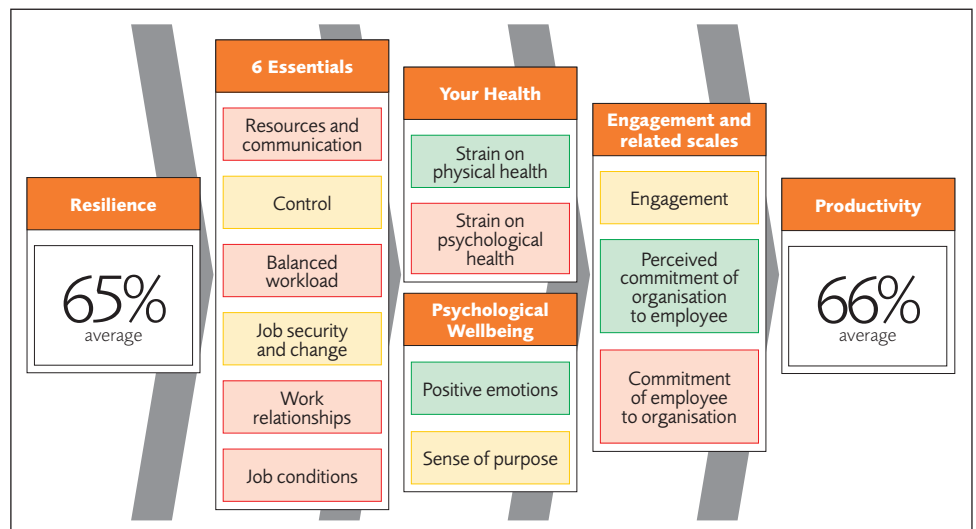 Resilience
65%
average
6 Essentials
Resources and
communication
Control
Balanced
workload
Job security
and change
Work
relationships
Job conditions
Your Health
Strain on
physical health
Strain on
psychological
health
Psychological
Wellbeing
Positive emotions
Sense of purpose
Engagement and
related scales
Engagement
Perceived
commitment of
organisation
to employee
Commitment
of employee
to organisation
Productivity
66%
average